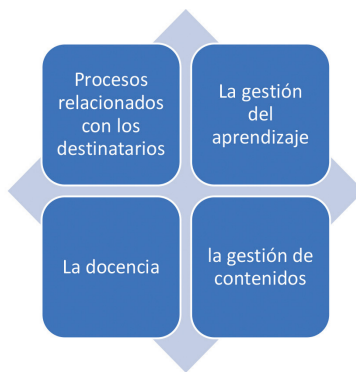 Procesos
relacionados
con los
destinatarios
La gestión
del
aprendizaje
La docencia
la gestión de
contenidos